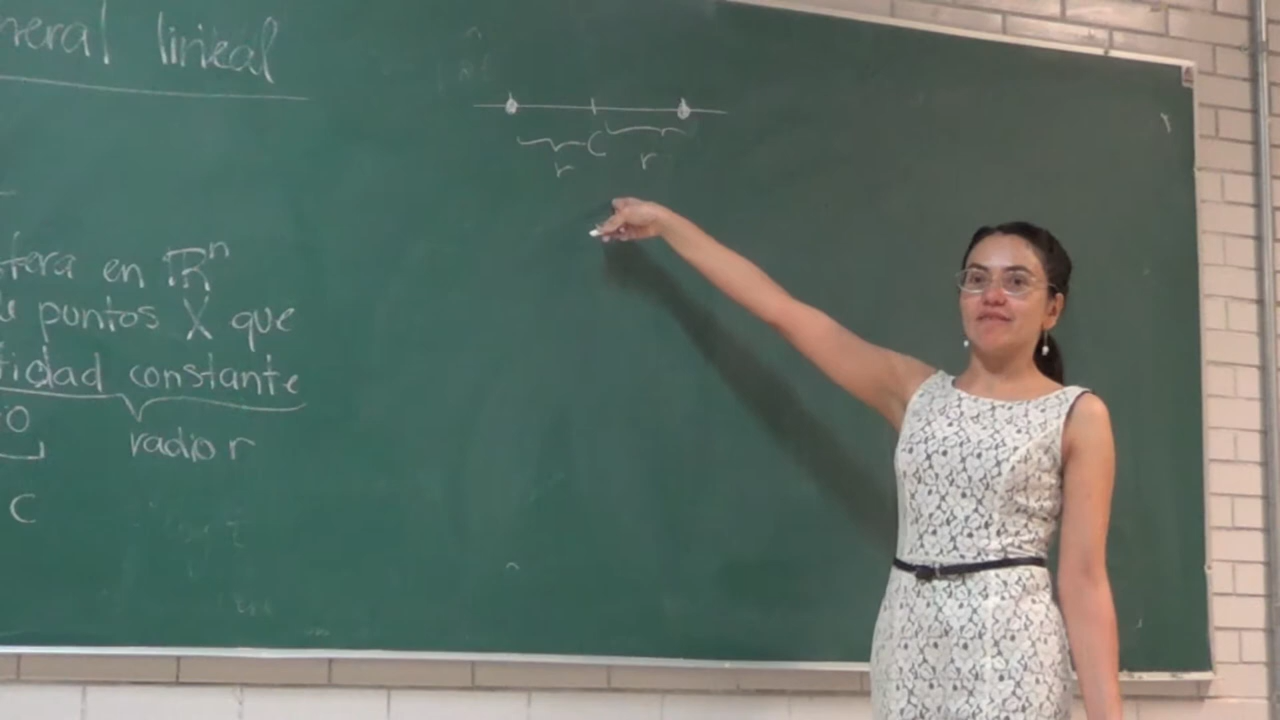 neral lineal
fera en ℝⁿ
puntos X que
tidad constante
O
radio r
C
C
r r